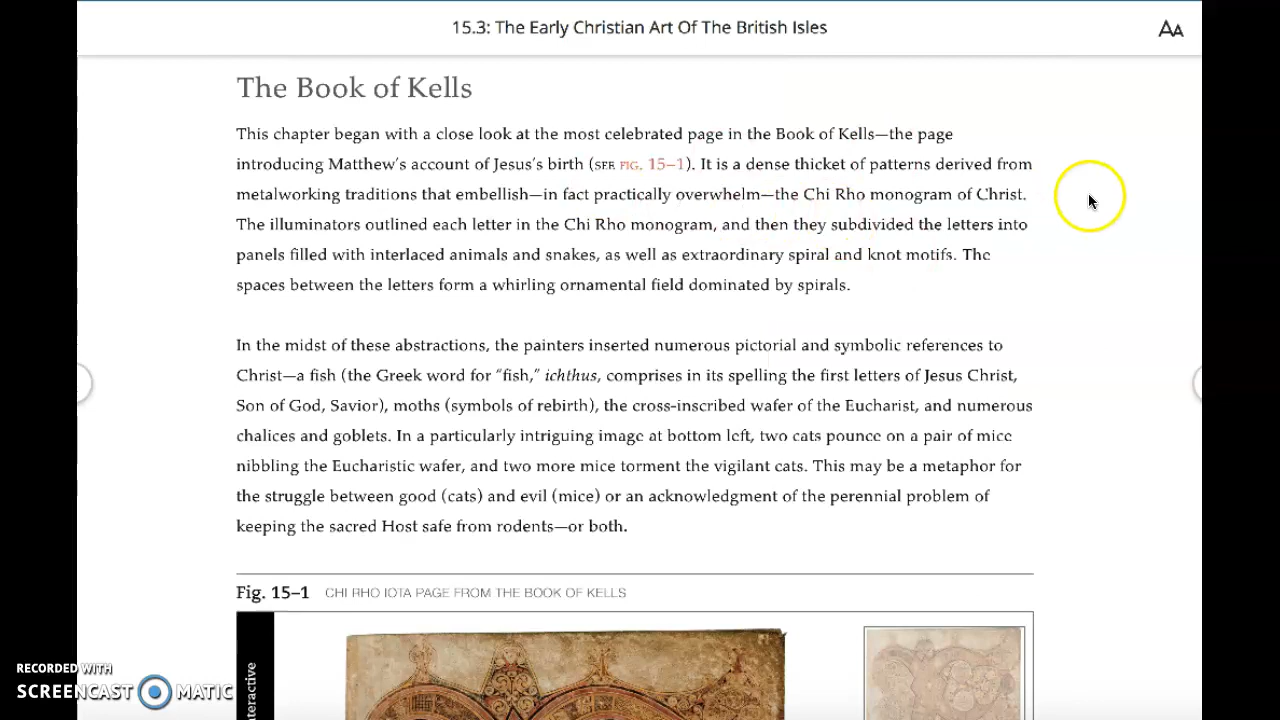 15.3: The Early Christian Art Of The British Isles
AA
The Book of Kells
This chapter began with a close look at the most celebrated page in the Book of Kells—the page
introducing Matthew's account of Jesus's birth (SEE FIG. 15–1). It is a dense thicket of patterns derived from
metalworking traditions that embellish—in fact practically overwhelm—the Chi Rho monogram of Christ.
The illuminators outlined each letter in the Chi Rho monogram, and then they subdivided the letters into
panels filled with interlaced animals and snakes, as well as extraordinary spiral and knot motifs. The
spaces between the letters form a whirling ornamental field dominated by spirals.
In the midst of these abstractions, the painters inserted numerous pictorial and symbolic references to
Christ—a fish (the Greek word for “fish,” ichthus, comprises in its spelling the first letters of Jesus Christ,
Son of God, Savior), moths (symbols of rebirth), the cross-inscribed wafer of the Eucharist, and numerous
chalices and goblets. In a particularly intriguing image at bottom left, two cats pounce on a pair of mice
nibbling the Eucharistic wafer, and two more mice torment the vigilant cats. This may be a metaphor for
the struggle between good (cats) and evil (mice) or an acknowledgment of the perennial problem of
keeping the sacred Host safe from rodents—or both.
Fig. 15–1 CHI RHO IOTA PAGE FROM THE BOOK OF KELLS
teractive
RECORDED WITH
SCREENCAST MATIC